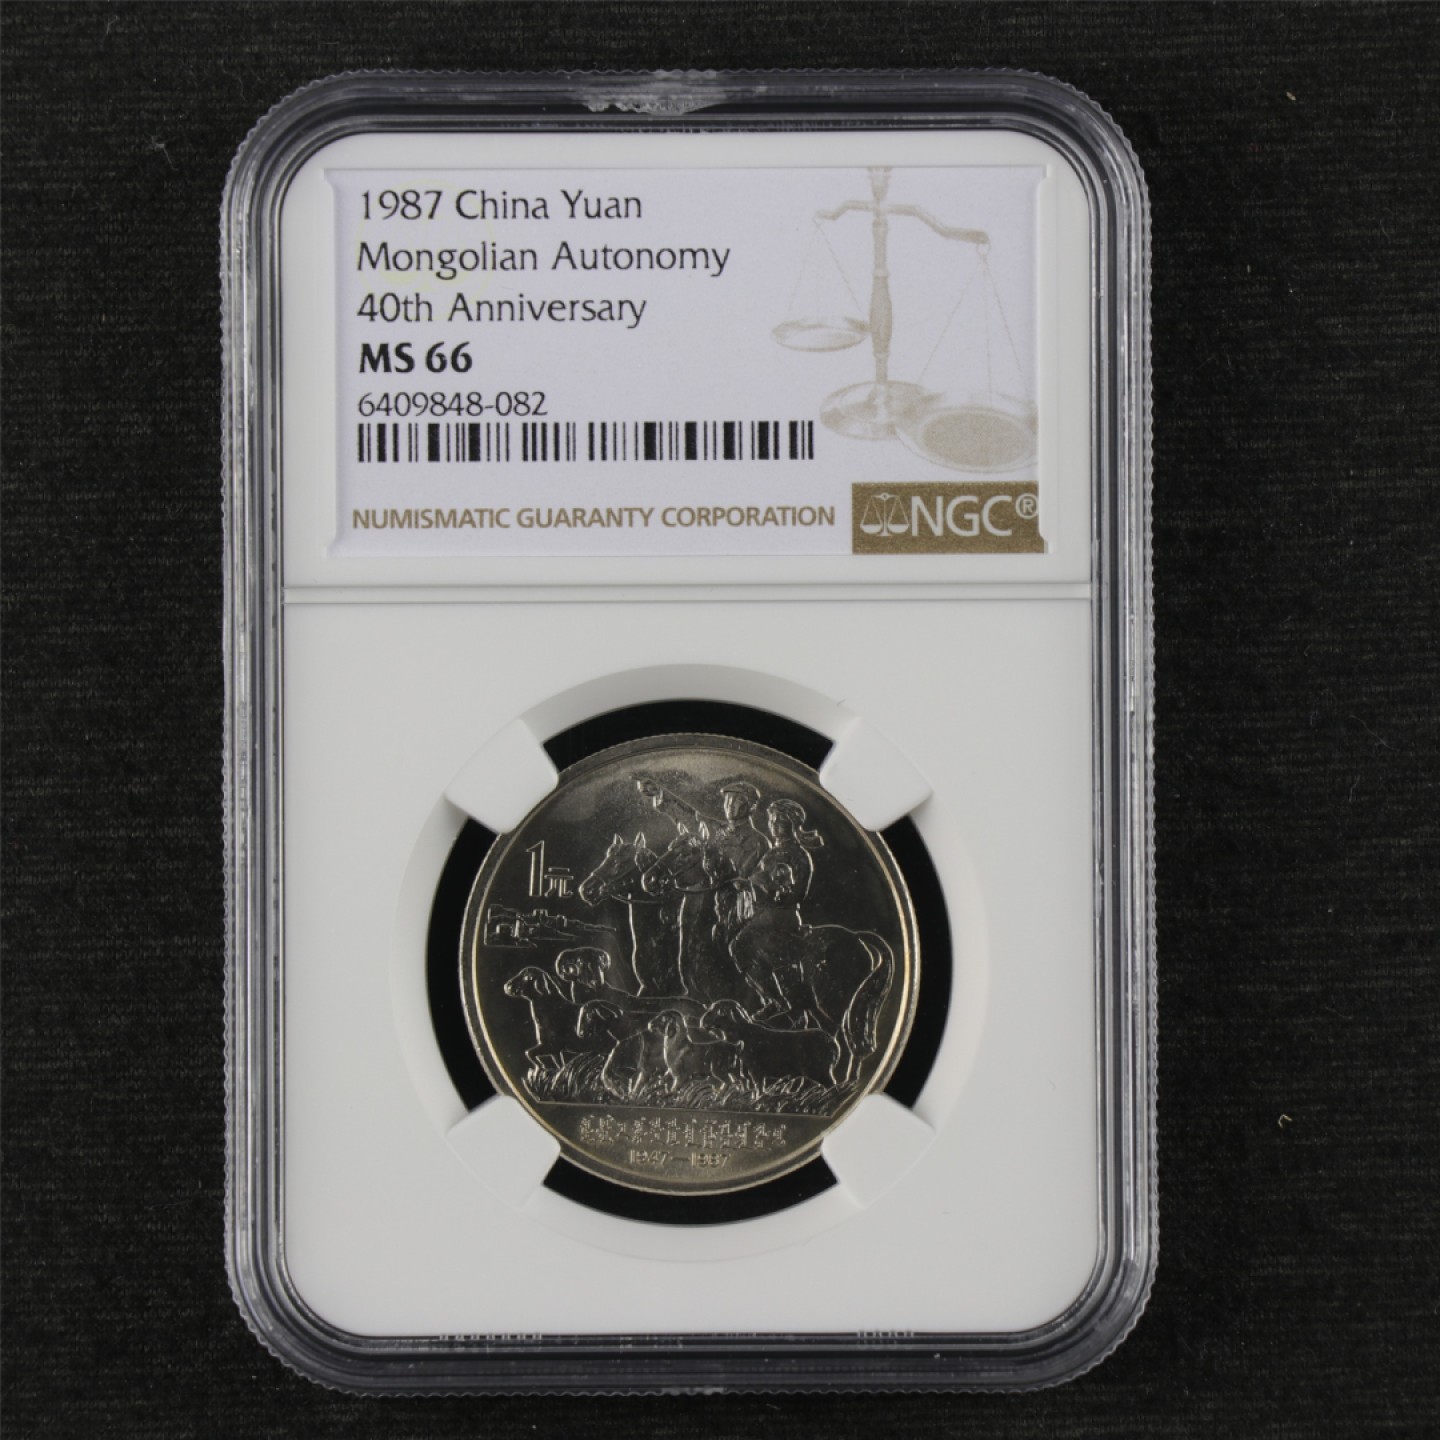 1987 China Yuan
Mongolian Autonomy
40th Anniversary
MS 66
6409848-082
NUMISMATIC GUARANTY CORPORATION
NGC®
1元
1947—1987